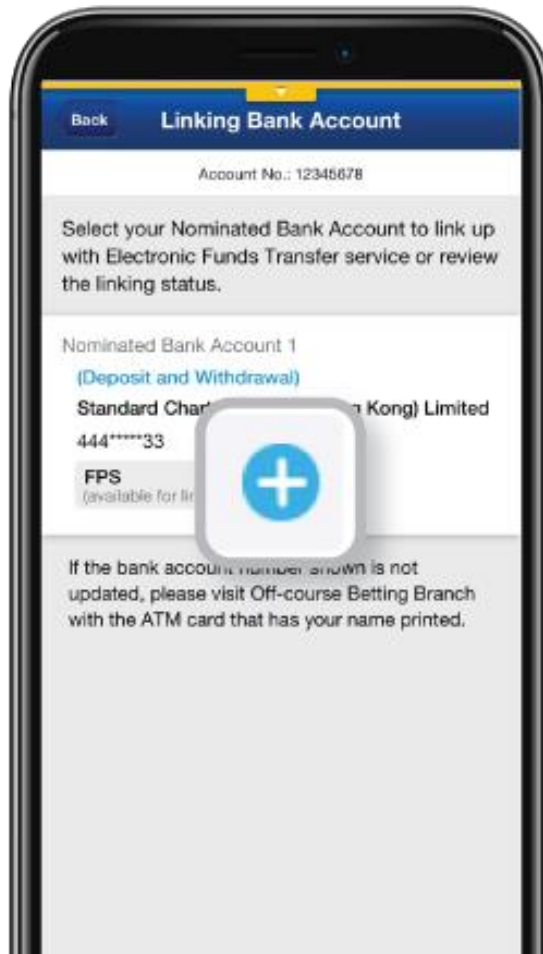 Back
Linking Bank Account
Account No.: 12345678
Select your Nominated Bank Account to link up
with Electronic Funds Transfer service or review
the linking status.
Nominated Bank Account 1
(Deposit and Withdrawal)
Standard Kong) Limited
444*****33
FPS
(available for
If the bank account number shown is not
updated, please visit Off-course Betting Branch
with the ATM card that has your name printed.